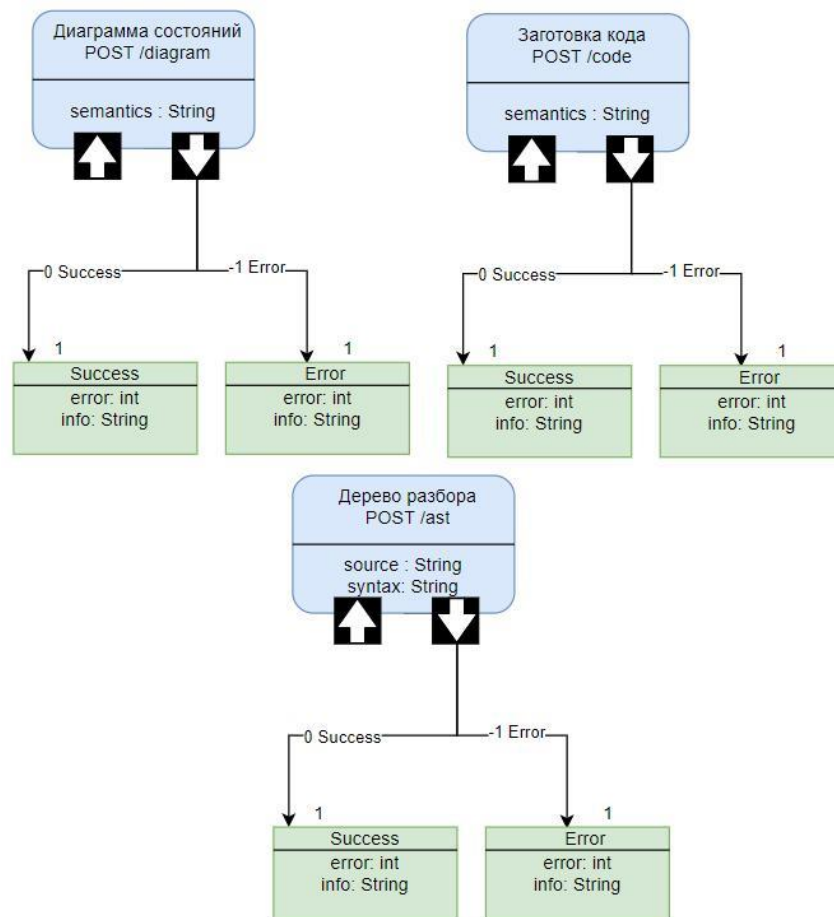 Диаграмма состояний
POST /diagram
semantics : String
0 Success
-1 Error
1
1
Success
error: int
info: String
Error
error: int
info: String
Заготовка кода
POST /code
semantics : String
0 Success
-1 Error
1
1
Success
error: int
info: String
Error
error: int
info: String
Дерево разбора
POST /ast
source : String
syntax: String
0 Success
-1 Error
1
1
Success
error: int
info: String
Error
error: int
info: String